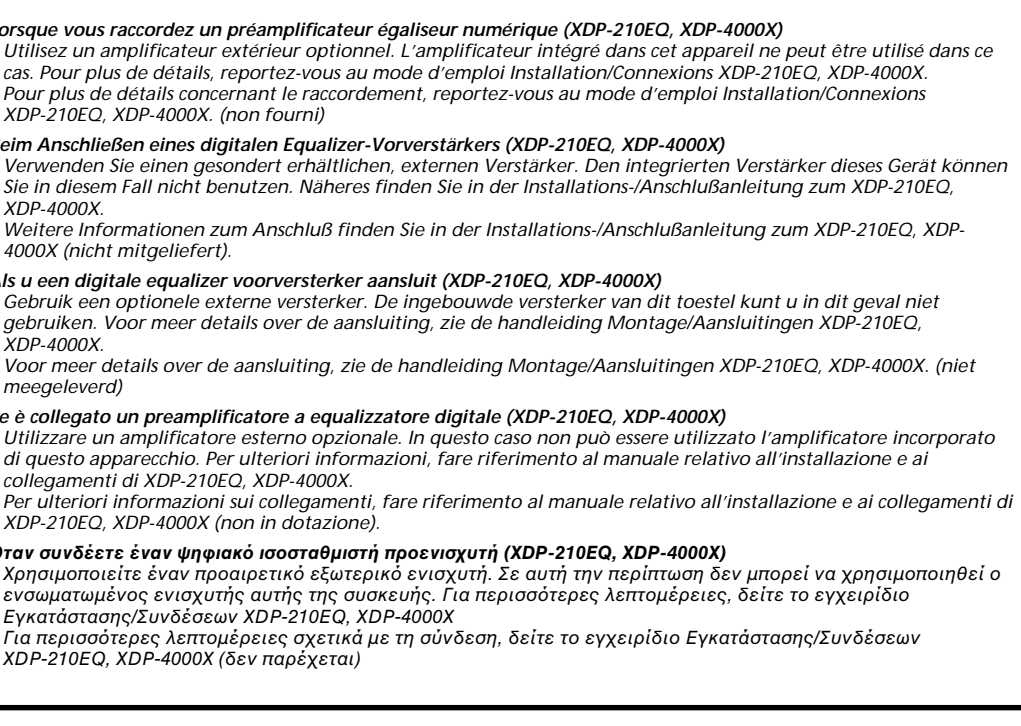 orsque vous raccordez un préamplificateur égaliseur numérique (XDP-210EQ, XDP-4000X)
Utilisez un amplificateur extérieur optionnel. L'amplificateur intégré dans cet appareil ne peut être utilisé dans ce
cas. Pour plus de détails, reportez-vous au mode d'emploi Installation/Connexions XDP-210EQ, XDP-4000X.
Pour plus de détails concernant le raccordement, reportez-vous au mode d'emploi Installation/Connexions
XDP-210EQ, XDP-4000X. (non fourni)
eim Anschließen eines digitalen Equalizer-Vorverstärkers (XDP-210EQ, XDP-4000X)
Verwenden Sie einen gesondert erhältlichen, externen Verstärker. Den integrierten Verstärker dieses Gerät können
Sie in diesem Fall nicht benutzen. Näheres finden Sie in der Installations-/Anschlußanleitung zum XDP-210EQ,
XDP-4000X.
Weitere Informationen zum Anschluß finden Sie in der Installations-/Anschlußanleitung zum XDP-210EQ, XDP-
4000X (nicht mitgeliefert).
ls u een digitale equalizer voorversterker aansluit (XDP-210EQ, XDP-4000X)
Gebruik een optionele externe versterker. De ingebouwde versterker van dit toestel kunt u in dit geval niet
gebruiken. Voor meer details over de aansluiting, zie de handleiding Montage/Aansluitingen XDP-210EQ,
XDP-4000X.
Voor meer details over de aansluiting, zie de handleiding Montage/Aansluitingen XDP-210EQ, XDP-4000X. (niet
meegeleverd)
e è collegato un preamplificatore a equalizzatore digitale (XDP-210EQ, XDP-4000X)
Utilizzare un amplificatore esterno opzionale. In questo caso non può essere utilizzato l'amplificatore incorporato
di questo apparecchio. Per ulteriori informazioni, fare riferimento al manuale relativo all'installazione e ai
collegamenti di XDP-210EQ, XDP-4000X.
Per ulteriori informazioni sui collegamenti, fare riferimento al manuale relativo all'installazione e ai collegamenti di
XDP-210EQ, XDP-4000X (non in dotazione).
Όταν συνδέετε έναν ψηφιακό ισοσταθμιστή προενισχυτή (XDP-210EQ, XDP-4000X)
Χρησιμοποιείτε έναν προαιρετικό εξωτερικό ενισχυτή. Σε αυτή την περίπτωση δεν μπορεί να χρησιμοποιηθεί ο
ενσωματωμένος ενισχυτής αυτής της συσκευής. Για περισσότερες λεπτομέρειες, δείτε το εγχειρίδιο
Εγκατάστασης/Συνδέσεων XDP-210EQ, XDP-4000X
Για περισσότερες λεπτομέρειες σχετικά με τη σύνδεση, δείτε το εγχειρίδιο Εγκατάστασης/Συνδέσεων
XDP-210EQ, XDP-4000X (δεν παρέχεται)